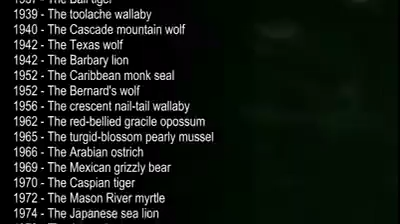 1937 - The Bali tiger
1939 - The toolache wallaby
1940 - The Cascade mountain wolf
1942 - The Texas wolf
1942 - The Barbary lion
1952 - The Caribbean monk seal
1952 - The Bernard's wolf
1956 - The crescent nail-tail wallaby
1962 - The red-bellied gracile opossum
1965 - The turgid-blossom pearly mussel
1966 - The Arabian ostrich
1969 - The Mexican grizzly bear
1970 - The Caspian tiger
1972 - The Mason River myrtle
1974 - The Japanese sea lion